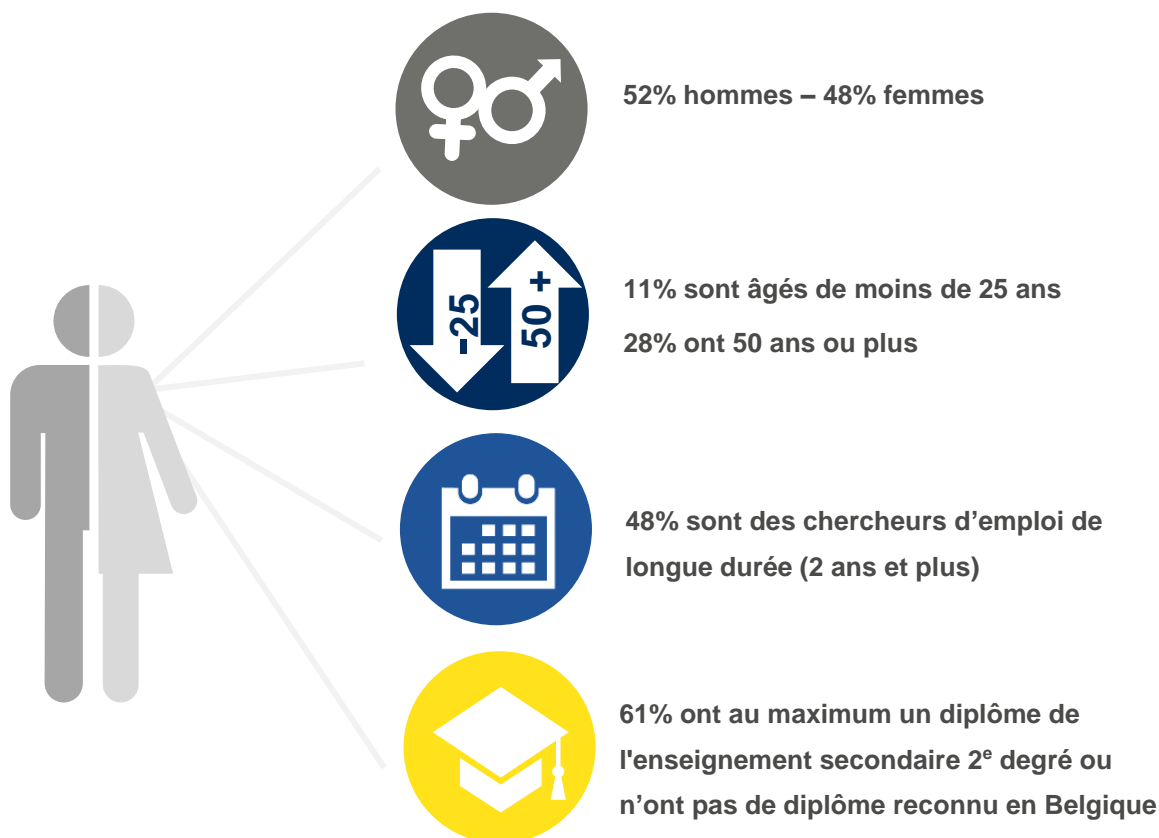 52% hommes – 48% femmes
-25
50 +
11% sont âgés de moins de 25 ans
28% ont 50 ans ou plus
48% sont des chercheurs d’emploi de
longue durée (2 ans et plus)
61% ont au maximum un diplôme de
l'enseignement secondaire 2e degré ou
n’ont pas de diplôme reconnu en Belgique